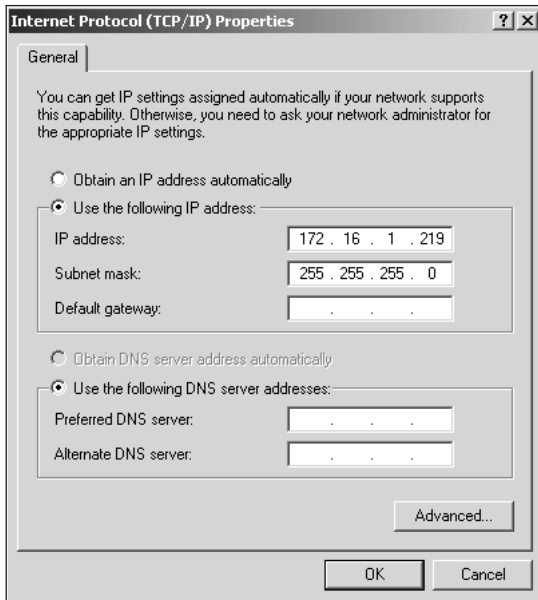 Internet Protocol (TCP/IP) Properties
General
You can get IP settings assigned automatically if your network supports
this capability. Otherwise, you need to ask your network administrator for
the appropriate IP settings.
Obtain an IP address automatically
Use the following IP address:
IP address: 172 . 16 . 1 . 219
Subnet mask: 255 . 255 . 255 . 0
Default gateway: . . .
Obtain DNS server address automatically
Use the following DNS server addresses:
Preferred DNS server: . . .
Alternate DNS server: . . .
Advanced...
OK Cancel